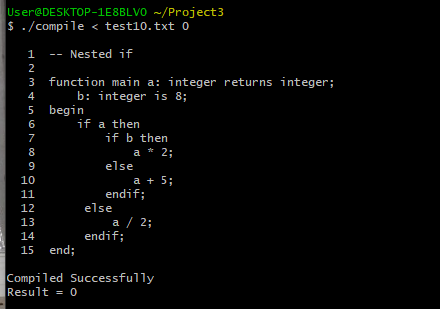 User@DESKTOP-1E8BLV0 ~/Project3
$ ./compile < test10.txt 0
1 -- Nested if
2
3 function main a: integer returns integer;
4 b: integer is 8;
5 begin
6 if a then
7 if b then
8 a * 2;
9 else
10 a + 5;
11 endif;
12 else
13 a / 2;
14 endif;
15 end;
Compiled Successfully
Result = 0